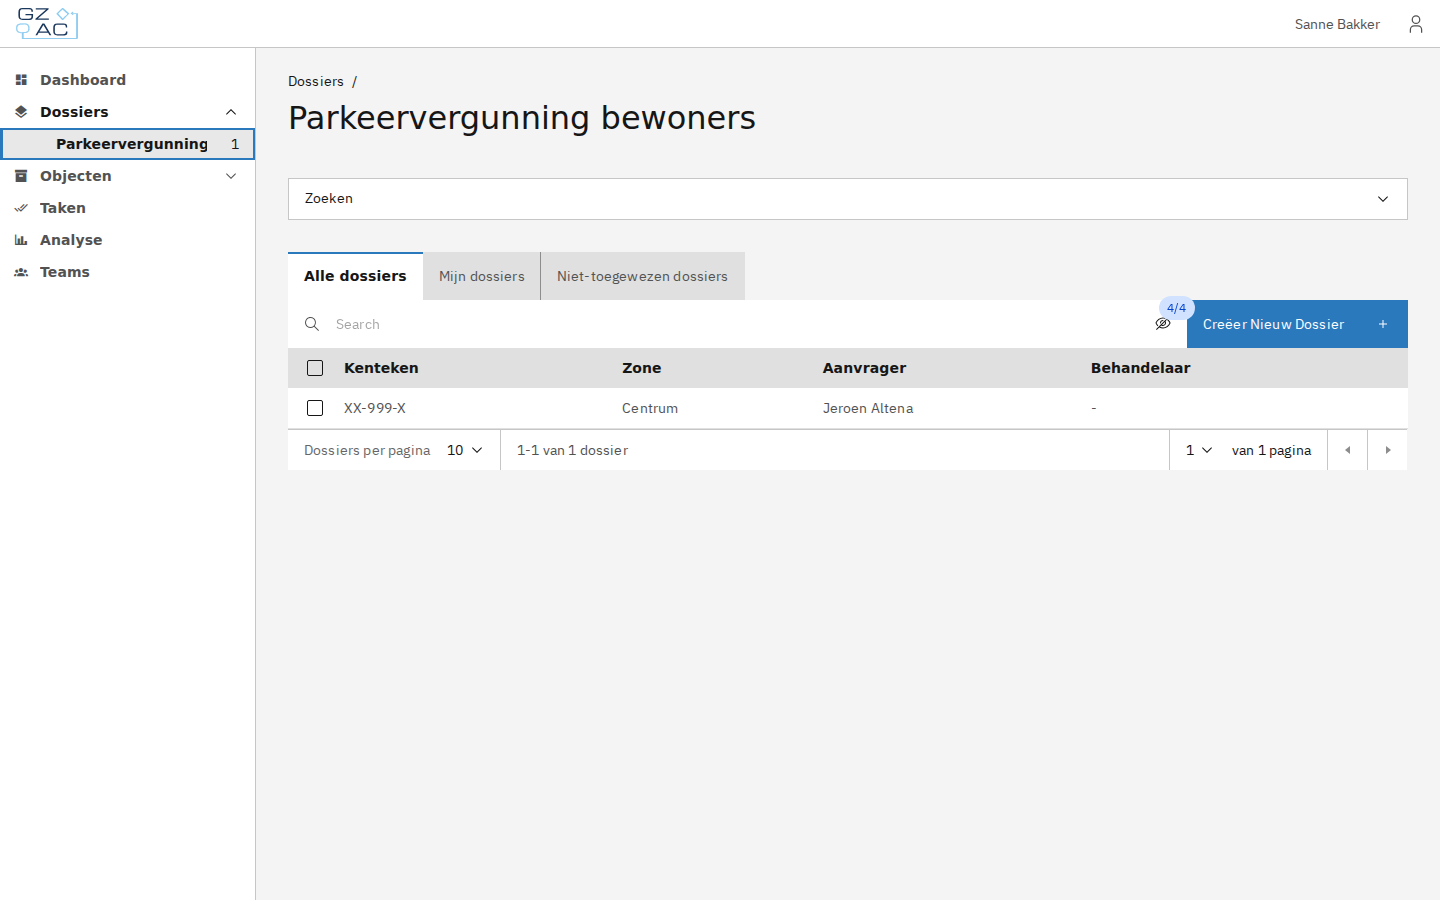 GZ
AC
Sanne Bakker
Dashboard
Dossiers
Parkeervergunning 1
Objecten
Taken
Analyse
Teams
Dossiers /
Parkeervergunning bewoners
Zoeken
Alle dossiers Mijn dossiers Niet-toegewezen dossiers
Search 4/4 Creëer Nieuw Dossier +
Kenteken Zone Aanvrager Behandelaar
XX-999-X Centrum Jeroen Altena -
Dossiers per pagina 10 1-1 van 1 dossier 1 van 1 pagina